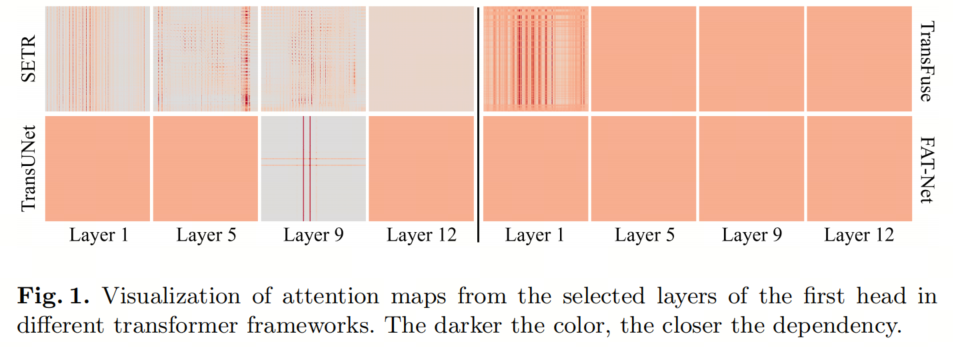 SETR
TransFuse
TransUNet
FAT-Net
Layer 1 Layer 5 Layer 9 Layer 12 Layer 1 Layer 5 Layer 9 Layer 12
Fig. 1. Visualization of attention maps from the selected layers of the first head in
different transformer frameworks. The darker the color, the closer the dependency.